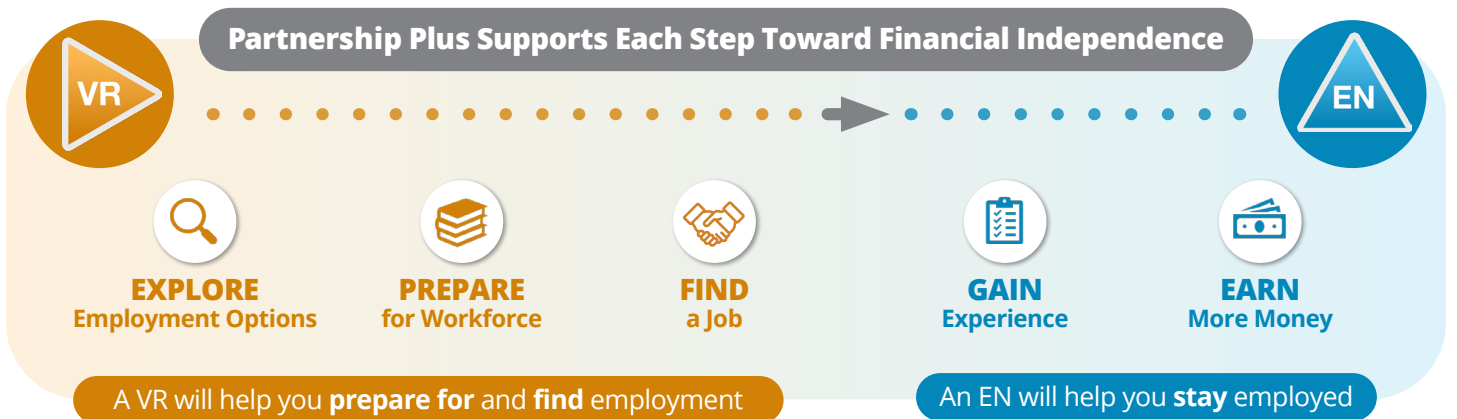 Partnership Plus Supports Each Step Toward Financial Independence
VR
EN
EXPLORE
Employment Options
PREPARE
for Workforce
FIND
a Job
GAIN
Experience
EARN
More Money
A VR will help you prepare for and find employment
An EN will help you stay employed